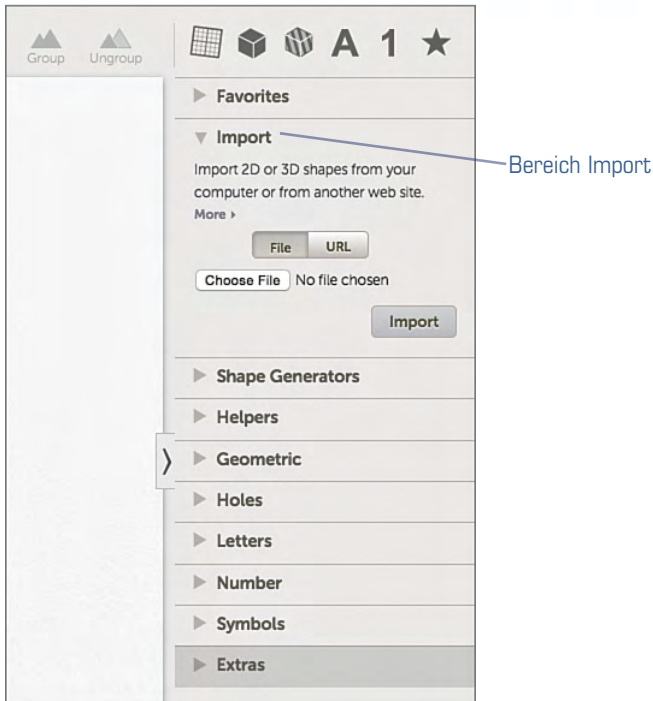 Group Ungroup A 1
Favorites
Import
Bereich Import
Import 2D or 3D shapes from your
computer or from another web site.
More
File URL
Choose File No file chosen
Import
Shape Generators
Helpers
Geometric
Holes
Letters
Number
Symbols
Extras